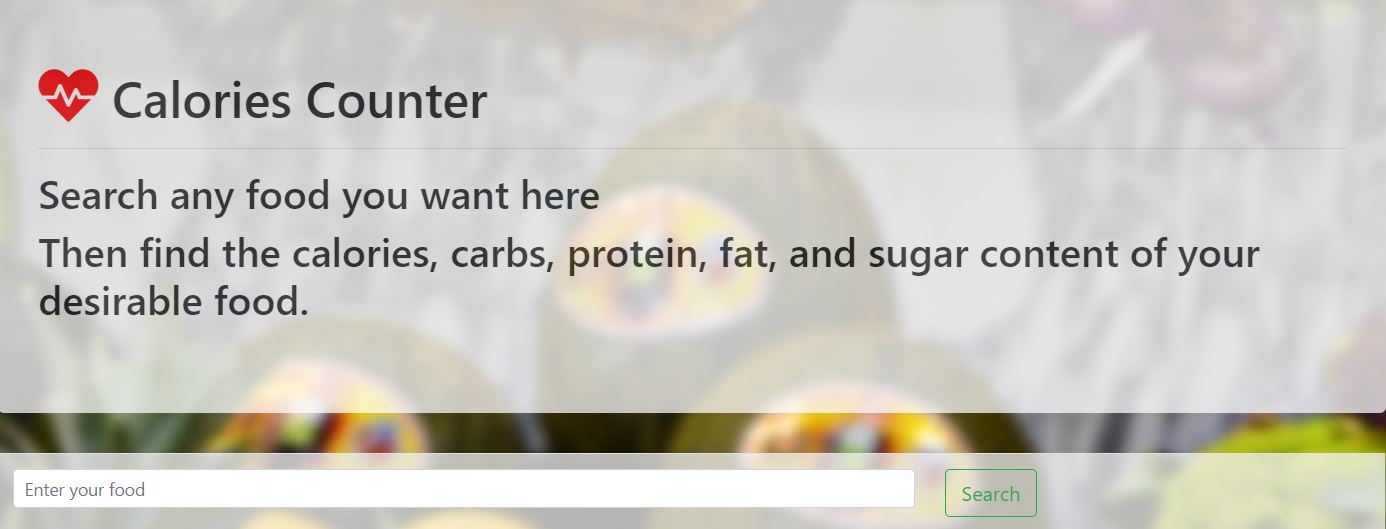 Calories Counter
Search any food you want here
Then find the calories, carbs, protein, fat, and sugar content of your
desirable food.
Enter your food
Search